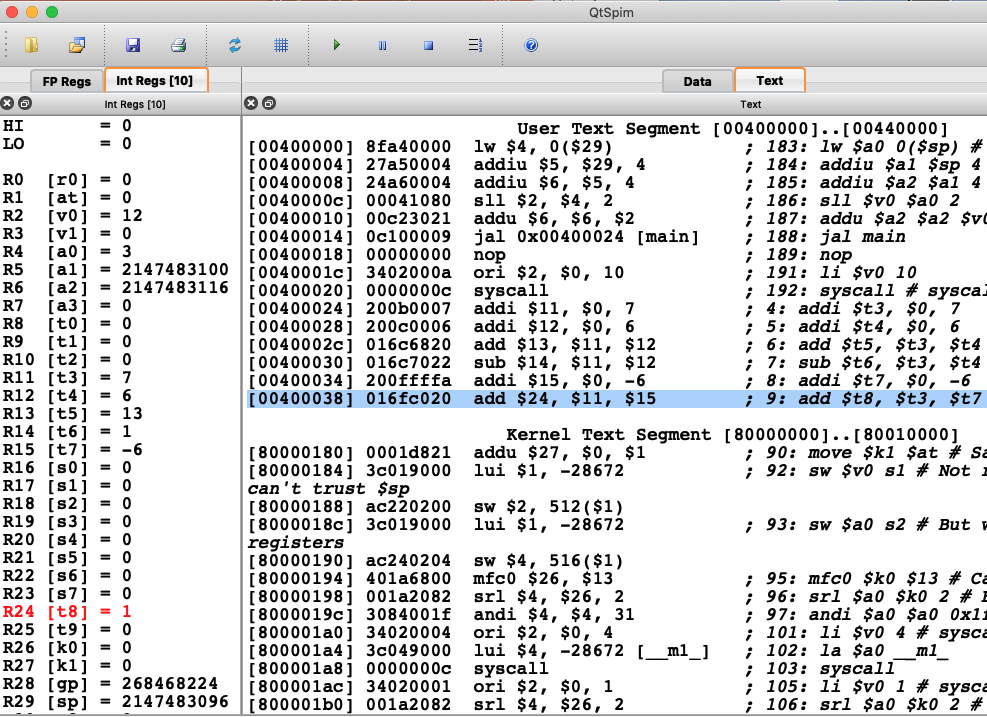 QtSpim
FP Regs
Int Regs [10]
Data
Text
Int Regs [10]
Text
HI = 0
LO = 0
R0 [r0] = 0
R1 [at] = 0
R2 [v0] = 12
R3 [v1] = 0
R4 [a0] = 3
R5 [a1] = 2147483100
R6 [a2] = 2147483116
R7 [a3] = 0
R8 [t0] = 0
R9 [t1] = 0
R10 [t2] = 0
R11 [t3] = 7
R12 [t4] = 6
R13 [t5] = 13
R14 [t6] = 1
R15 [t7] = -6
R16 [s0] = 0
R17 [s1] = 0
R18 [s2] = 0
R19 [s3] = 0
R20 [s4] = 0
R21 [s5] = 0
R22 [s6] = 0
R23 [s7] = 0
R24 [t8] = 1
R25 [t9] = 0
R26 [k0] = 0
R27 [k1] = 0
R28 [gp] = 268468224
R29 [sp] = 2147483096
User Text Segment [00400000]..[00440000]
[00400000] 8fa40000 lw $4, 0($29) ; 183: lw $a0 0($sp) #
[00400004] 27a50004 addiu $5, $29, 4 ; 184: addiu $a1 $sp 4
[00400008] 24a60004 addiu $6, $5, 4 ; 185: addiu $a2 $a1 4
[0040000c] 00041080 sll $2, $4, 2 ; 186: sll $v0 $a0 2
[00400010] 00c23021 addu $6, $6, $2 ; 187: addu $a2 $a2 $v0
[00400014] 0c100009 jal 0x00400024 [main] ; 188: jal main
[00400018] 00000000 nop ; 189: nop
[0040001c] 3402000a ori $2, $0, 10 ; 191: li $v0 10
[00400020] 0000000c syscall ; 192: syscall # syscal
[00400024] 200b0007 addi $11, $0, 7 ; 4: addi $t3, $0, 7
[00400028] 200c0006 addi $12, $0, 6 ; 5: addi $t4, $0, 6
[0040002c] 016c6820 add $13, $11, $12 ; 6: add $t5, $t3, $t4
[00400030] 016c7022 sub $14, $11, $12 ; 7: sub $t6, $t3, $t4
[00400034] 200ffffa addi $15, $0, -6 ; 8: addi $t7, $0, -6
[00400038] 016fc020 add $24, $11, $15 ; 9: add $t8, $t3, $t7
Kernel Text Segment [80000000]..[80010000]
[80000180] 0001d821 addu $27, $0, $1 ; 90: move $k1 $at # Sa
[80000184] 3c019000 lui $1, -28672 ; 92: sw $v0 s1 # Not r
can't trust $sp
[80000188] ac220200 sw $2, 512($1)
[8000018c] 3c019000 lui $1, -28672 ; 93: sw $a0 s2 # But w
registers
[80000190] ac240204 sw $4, 516($1)
[80000194] 401a6800 mfc0 $26, $13 ; 95: mfc0 $k0 $13 # Ca
[80000198] 001a2082 srl $4, $26, 2 ; 96: srl $a0 $k0 2 # E
[8000019c] 3084001f andi $4, $4, 31 ; 97: andi $a0 $a0 0x1f
[800001a0] 34020004 ori $2, $0, 4 ; 101: li $v0 4 # sysca
[800001a4] 3c049000 lui $4, -28672 [__m1_] ; 102: la $a0 __m1_
[800001a8] 0000000c syscall ; 103: syscall
[800001ac] 34020001 ori $2, $0, 1 ; 105: li $v0 1 # sysca
[800001b0] 001a2082 srl $4, $26, 2 ; 106: srl $a0 $k0 2 #